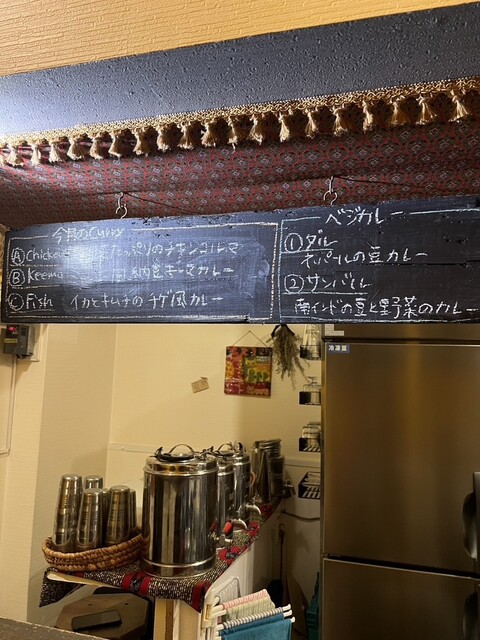 今週のCurry
Ⓐ Chicken たっぷりのチキンコルマ
Ⓑ Keema 納豆キーマカレー
Ⓒ Fish イカとキムチのチゲ風カレー
ベジカレー
① ダル
ネパールの豆カレー
② サンバル
南インドの豆と野菜のカレー
冷凍庫